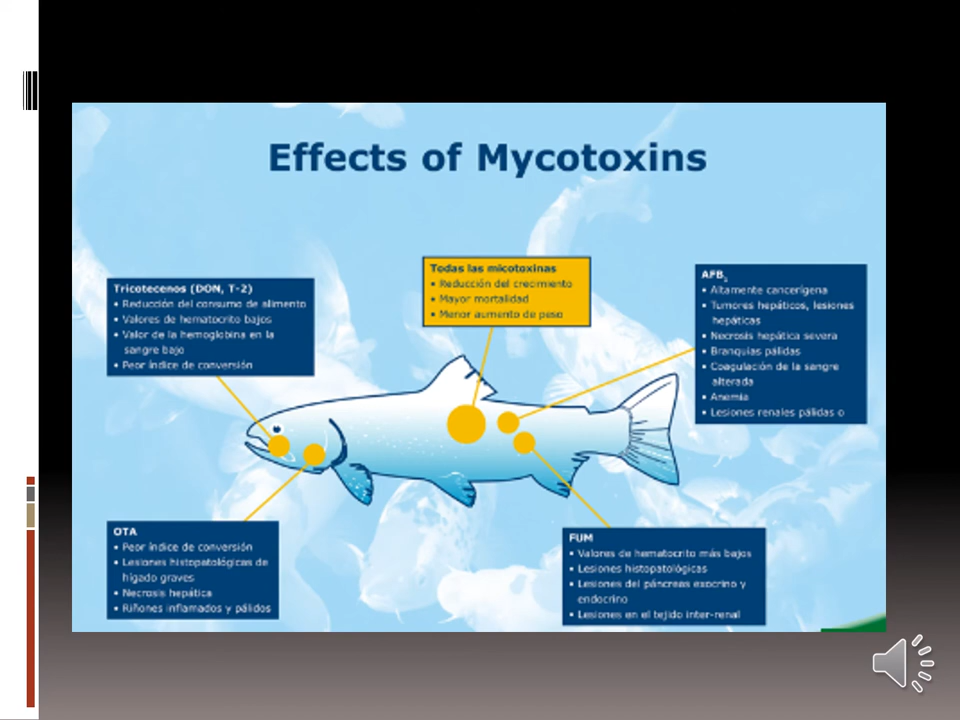 Effects of Mycotoxins
Tricotecenos (DON, T-2)
• Reducción del consumo de alimento
• Valores de hematocrito bajos
• Valor de la hemoglobina en la
sangre bajo
• Peor índice de conversión
Todas las micotoxinas
• Reducción del crecimiento
• Mayor mortalidad
• Menor aumento de peso
AFB₁
• Altamente cancerígena
• Tumores hepáticos, lesiones
hepáticas
• Necrosis hepática severa
• Branquias pálidas
• Coagulación de la sangre
alterada
• Anemia
• Lesiones renales pálidas o
OTA
• Peor índice de conversión
• Lesiones histopatológicas de
hígado graves
• Necrosis hepática
• Riñones inflamados y pálidos
FUM
• Valores de hematocrito más bajos
• Lesiones histopatológicas
• Lesiones del páncreas exocrino y
endocrino
• Lesiones en el tejido inter-renal